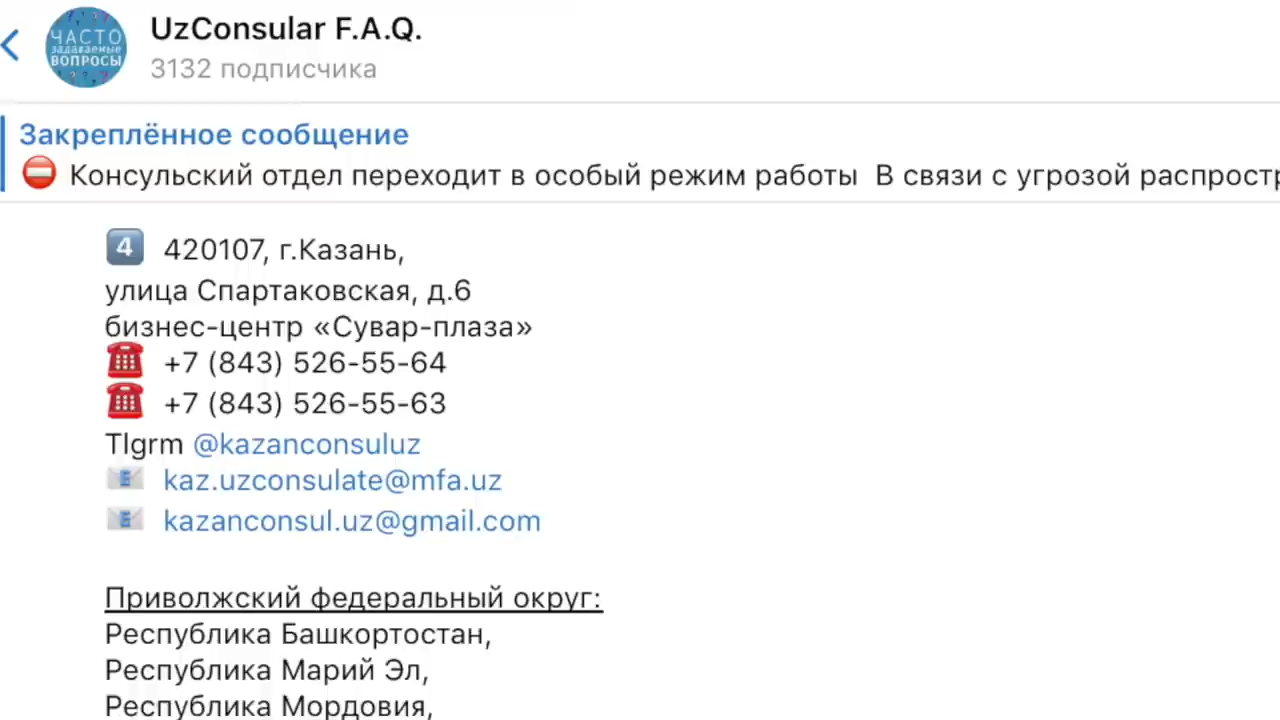 ЧАСТО
задаваемые
ВОПРОСЫ
UzConsular F.A.Q.
3132 подписчика
Закреплённое сообщение
⛔ Консульский отдел переходит в особый режим работы В связи с угрозой распростр
4️⃣ 420107, г.Казань,
улица Спартаковская, д.6
бизнес-центр «Сувар-плаза»
☎️ +7 (843) 526-55-64
☎️ +7 (843) 526-55-63
Tlgrm @kazanconsuluz
📧 kaz.uzconsulate@mfa.uz
📧 kazanconsul.uz@gmail.com
Приволжский федеральный округ:
Республика Башкортостан,
Республика Марий Эл,
Республика Мордовия,